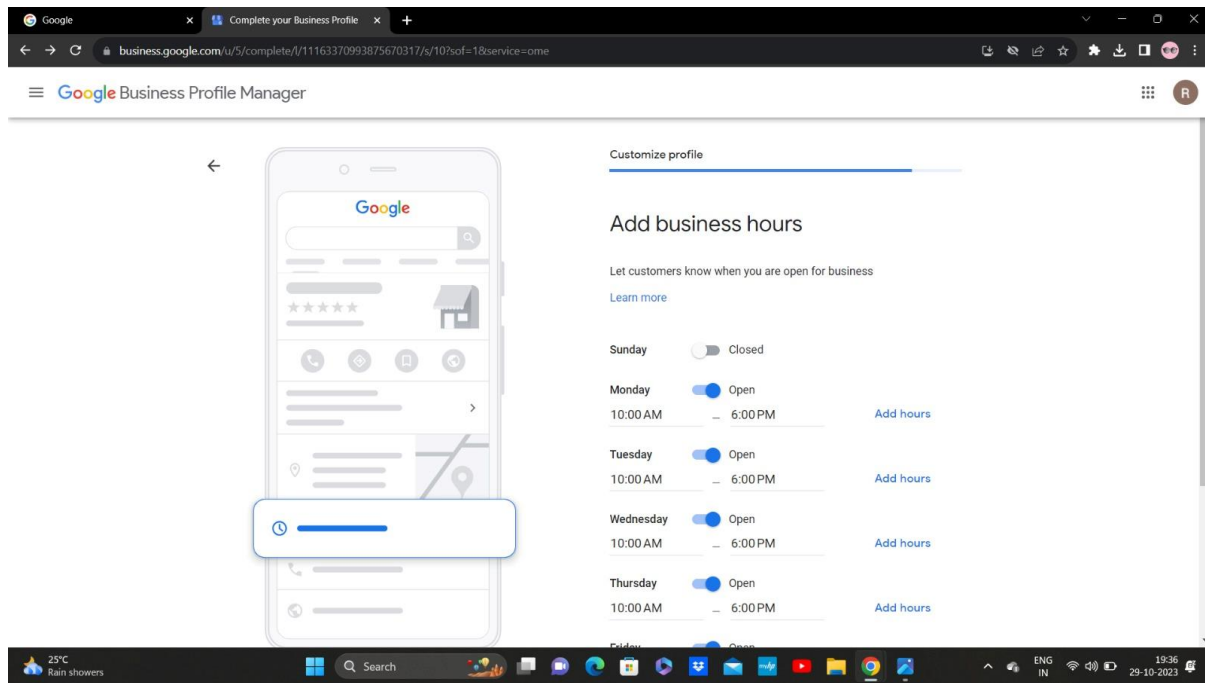 Google
Complete your Business Profile
business.google.com/u/5/complete/l/11163370993875670317/s/10?sof=1&service=ome
Google Business Profile Manager
R
Customize profile
Google
Add business hours
Let customers know when you are open for business
Learn more
Sunday Closed
Monday Open
10:00 AM – 6:00 PM Add hours
Tuesday Open
10:00 AM – 6:00 PM Add hours
Wednesday Open
10:00 AM – 6:00 PM Add hours
Thursday Open
10:00 AM – 6:00 PM Add hours
Friday Open
25°C
Rain showers
Search
ENG
IN
19:36
29-10-2023